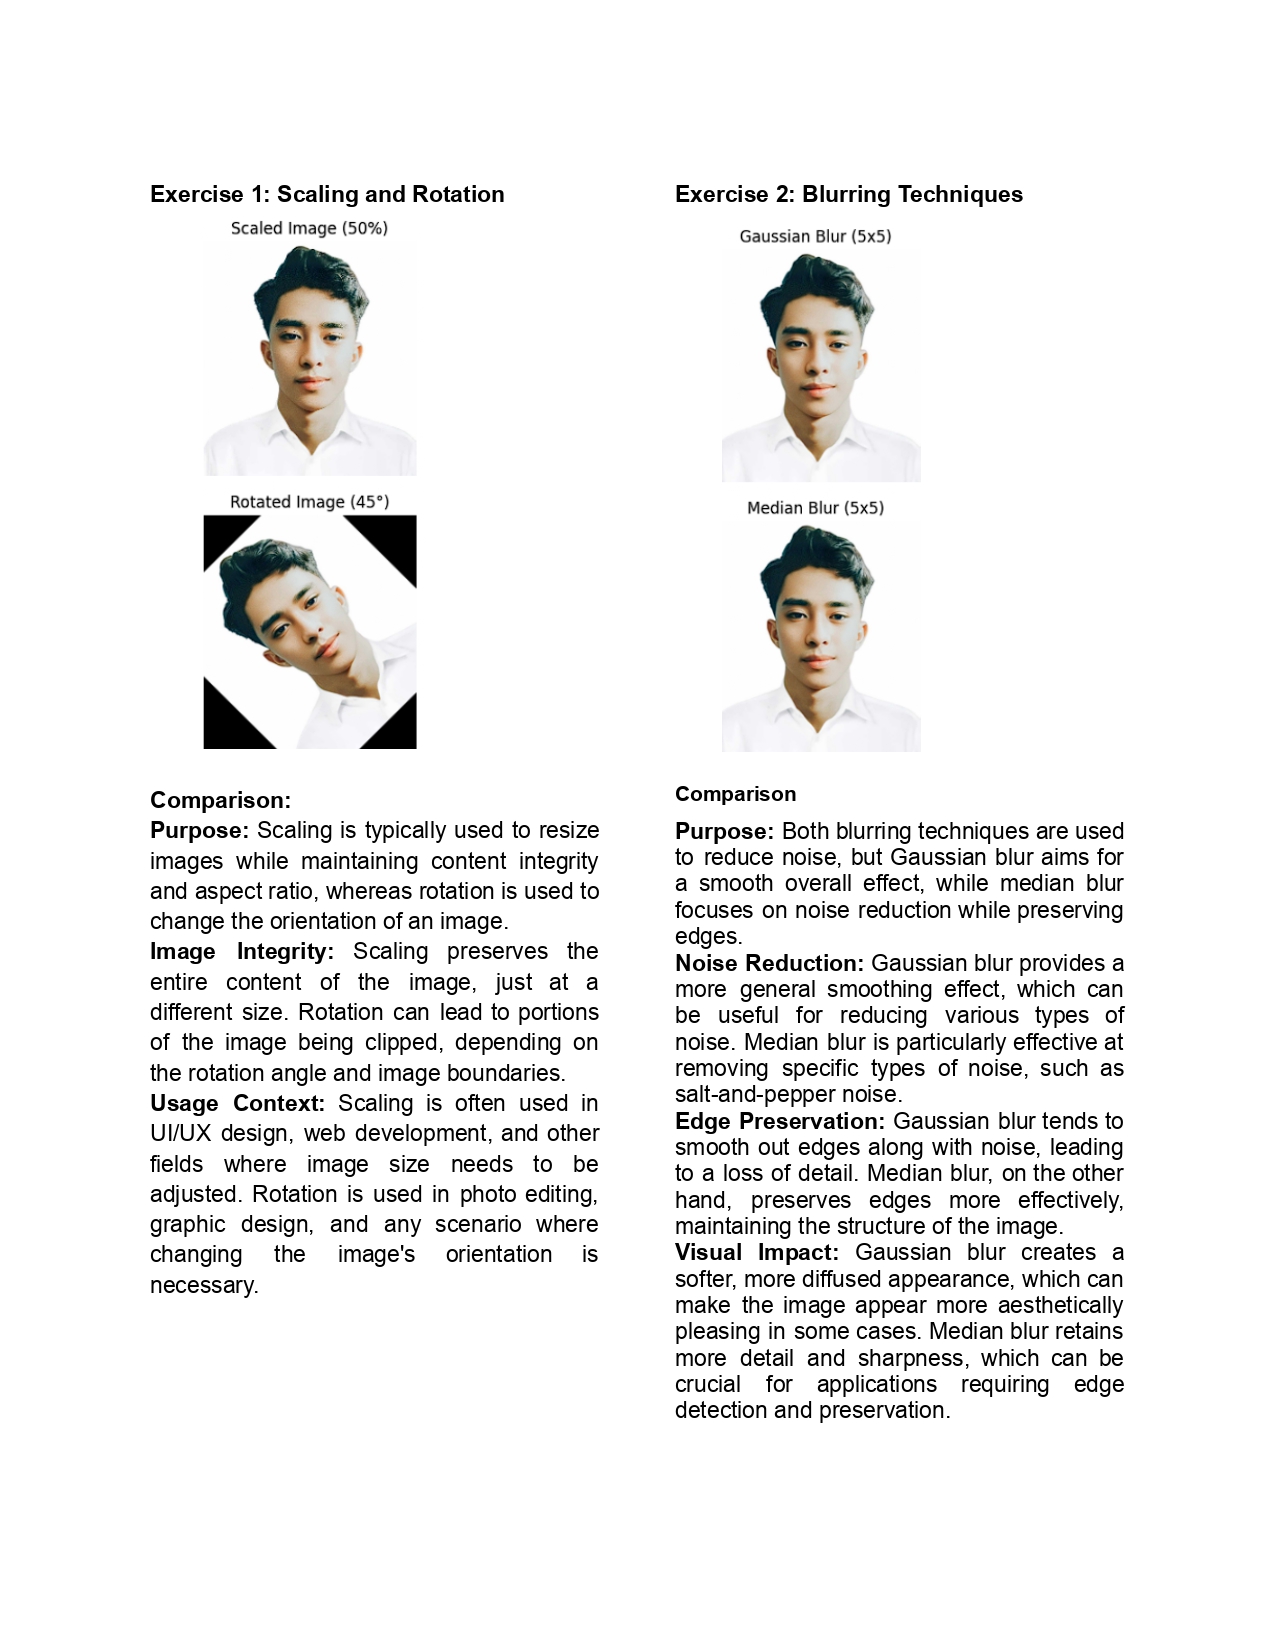 Exercise 1: Scaling and Rotation
Scaled Image (50%)
Rotated Image (45°)
Comparison:
Purpose: Scaling is typically used to resize
images while maintaining content integrity
and aspect ratio, whereas rotation is used to
change the orientation of an image.
Image Integrity: Scaling preserves the
entire content of the image, just at a
different size. Rotation can lead to portions
of the image being clipped, depending on
the rotation angle and image boundaries.
Usage Context: Scaling is often used in
UI/UX design, web development, and other
fields where image size needs to be
adjusted. Rotation is used in photo editing,
graphic design, and any scenario where
changing the image's orientation is
necessary.
Exercise 2: Blurring Techniques
Gaussian Blur (5x5)
Median Blur (5x5)
Comparison
Purpose: Both blurring techniques are used
to reduce noise, but Gaussian blur aims for
a smooth overall effect, while median blur
focuses on noise reduction while preserving
edges.
Noise Reduction: Gaussian blur provides a
more general smoothing effect, which can
be useful for reducing various types of
noise. Median blur is particularly effective at
removing specific types of noise, such as
salt-and-pepper noise.
Edge Preservation: Gaussian blur tends to
smooth out edges along with noise, leading
to a loss of detail. Median blur, on the other
hand, preserves edges more effectively,
maintaining the structure of the image.
Visual Impact: Gaussian blur creates a
softer, more diffused appearance, which can
make the image appear more aesthetically
pleasing in some cases. Median blur retains
more detail and sharpness, which can be
crucial for applications requiring edge
detection and preservation.